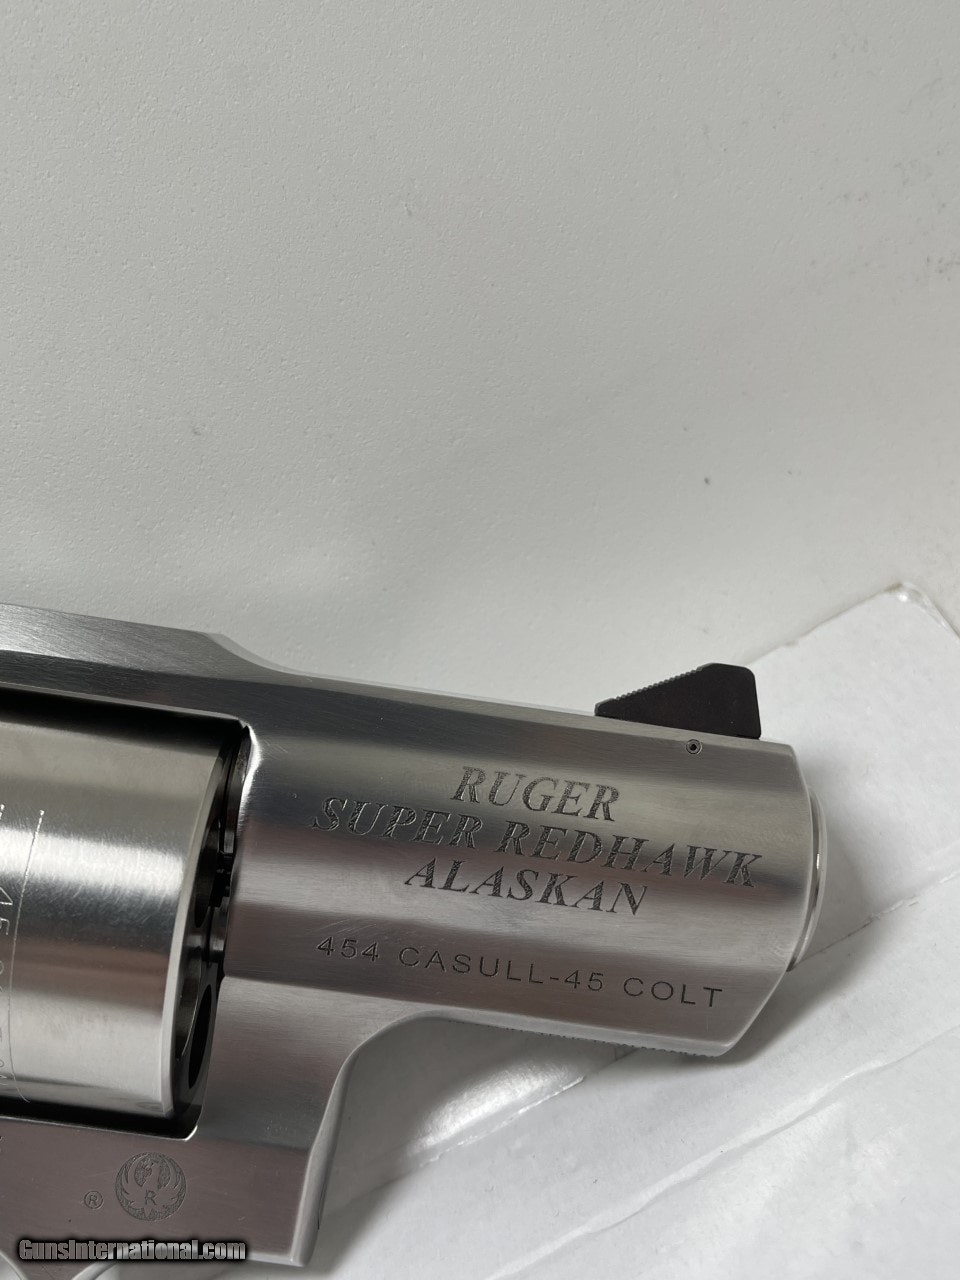 RUGER
SUPER REDHAWK
ALASKAN
454 CASULL-45 COLT
®
R
GunsInternational.com